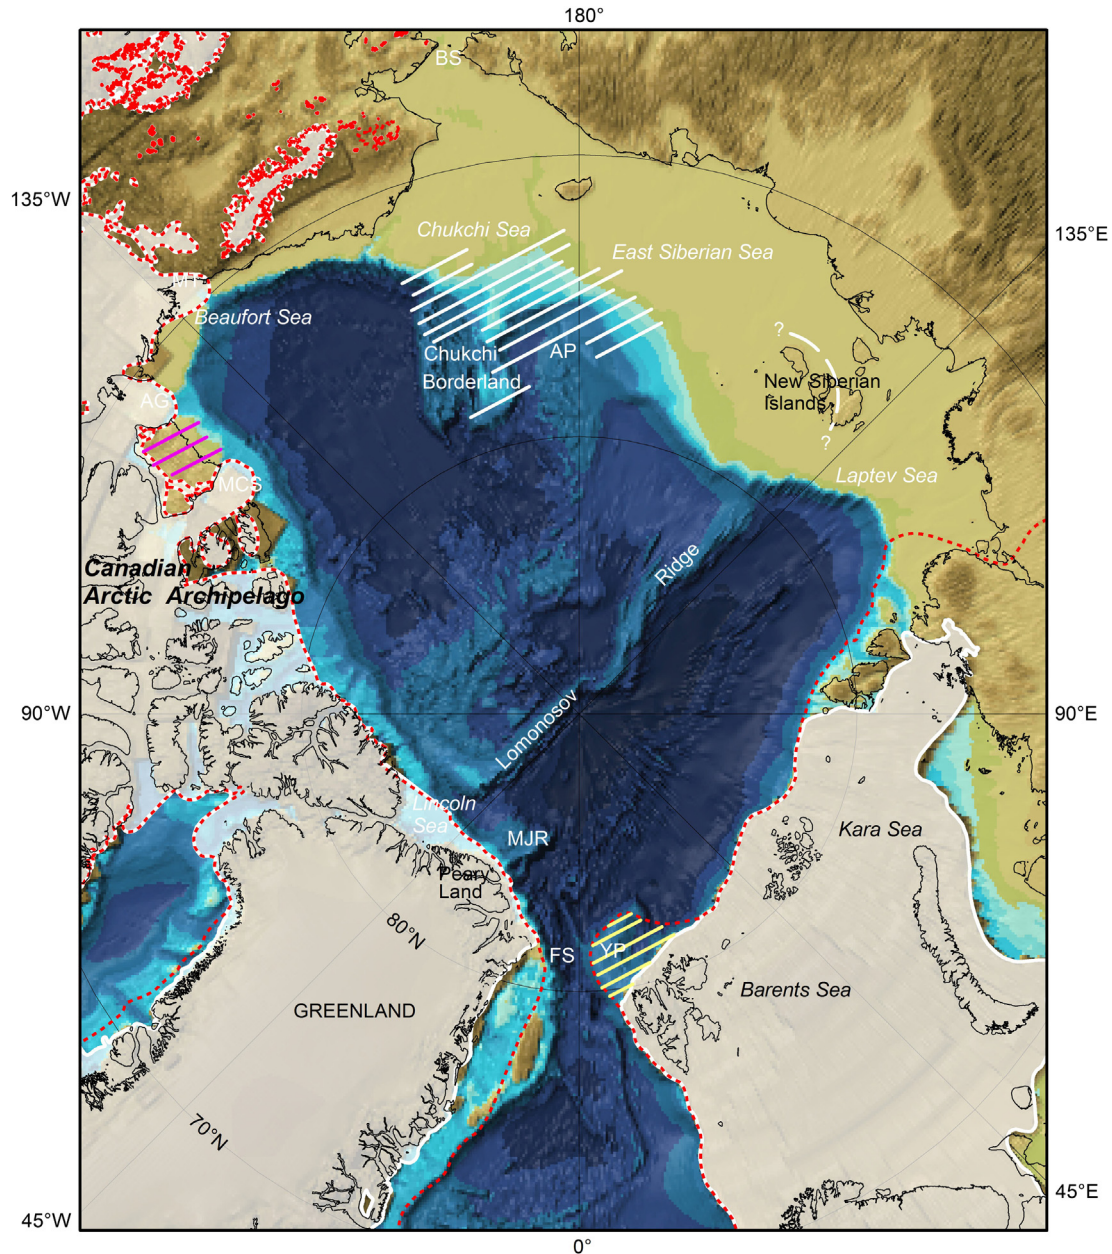 180°
BS
135°W
135°E
Chukchi Sea
East Siberian Sea
MT
Beaufort Sea
?
Chukchi
AP
Borderland
New Siberian
Islands
AG
?
MCS
Laptev Sea
Canadian
Arctic Archipelago
Ridge
90°W
90°E
Lomonosov
Lincoln
Sea
MJR
Kara Sea
Peary
Land
80°N
FS
YP
Barents Sea
GREENLAND
70°N
45°W
45°E
0°